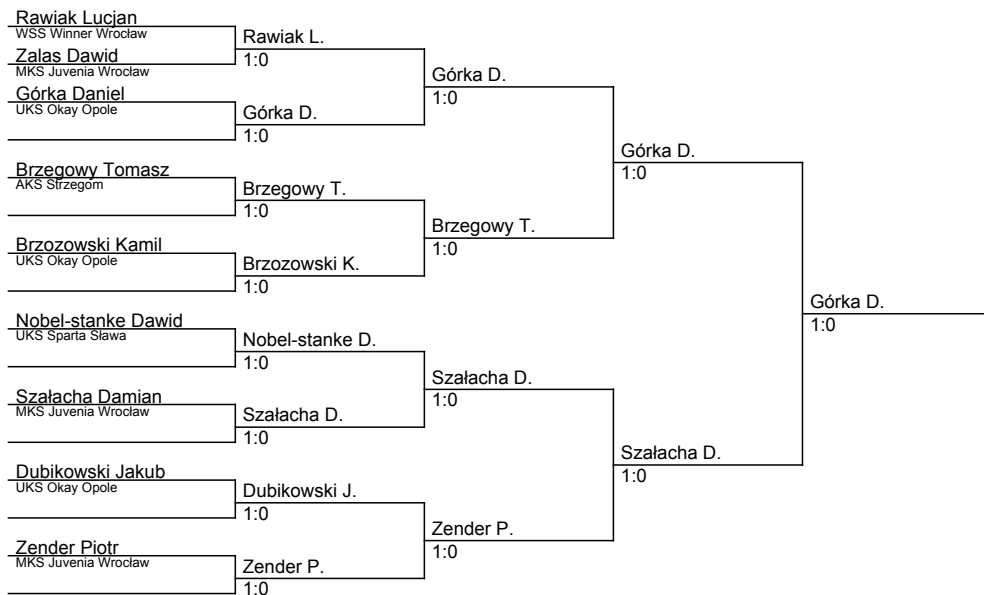 Rawiak Lucjan
WSS Winner Wrocław
Zalas Dawid
MKS Juvenia Wrocław
Górka Daniel
UKS Okay Opole
Brzegowy Tomasz
AKS Strzegom
Brzozowski Kamil
UKS Okay Opole
Nobel-stanke Dawid
UKS Sparta Sława
Szałacha Damian
MKS Juvenia Wrocław
Dubikowski Jakub
UKS Okay Opole
Zender Piotr
MKS Juvenia Wrocław
Rawiak L.
1:0
Górka D.
1:0
Brzegowy T.
1:0
Brzozowski K.
1:0
Nobel-stanke D.
1:0
Szałacha D.
1:0
Dubikowski J.
1:0
Zender P.
1:0
Górka D.
1:0
Brzegowy T.
1:0
Szałacha D.
1:0
Zender P.
1:0
Górka D.
1:0
Szałacha D.
1:0
Górka D.
1:0